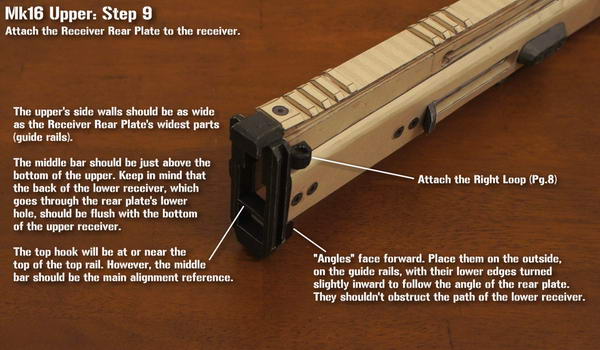 Mk16 Upper: Step 9
Attach the Receiver Rear Plate to the receiver.
The upper's side walls should be as wide
as the Receiver Rear Plate's widest parts
(guide rails).
The middle bar should be just above the
bottom of the upper. Keep in mind that
the back of the lower receiver, which
goes through the rear plate's lower
hole, should be flush with the bottom
of the upper receiver.
The top hook will be at or near the
top of the top rail. However, the middle
bar should be the main alignment reference.
Attach the Right Loop (Pg.8)
"Angles" face forward. Place them on the outside,
on the guide rails, with their lower edges turned
slightly inward to follow the angle of the rear plate.
They shouldn't obstruct the path of the lower receiver.